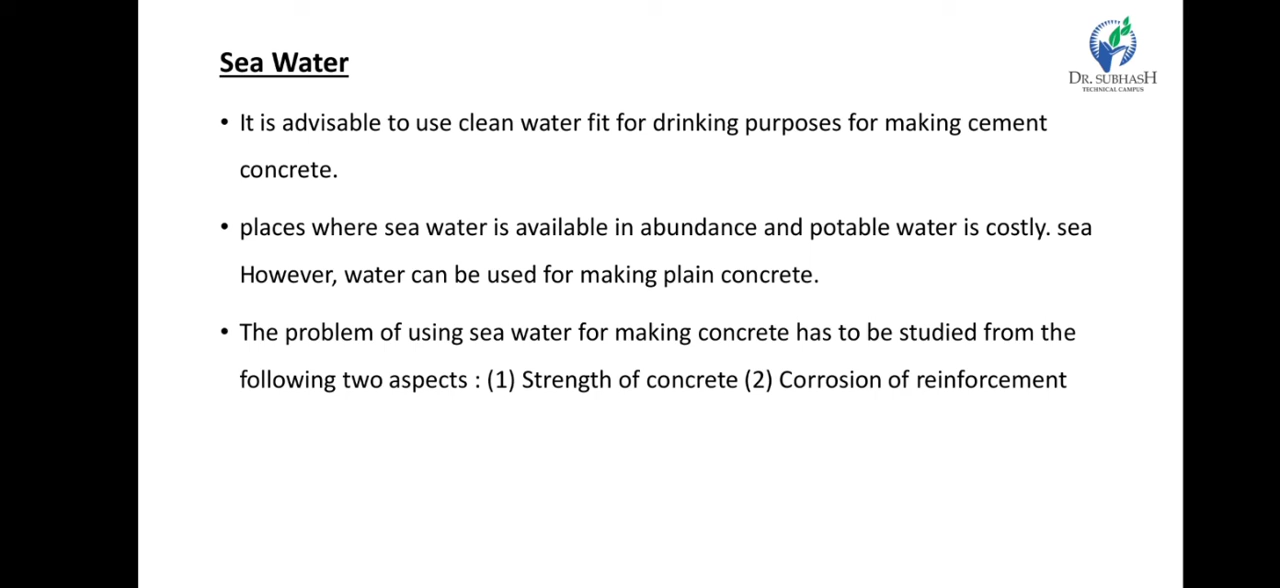 Sea Water
DR. SUBHASH
TECHNICAL CAMPUS
• It is advisable to use clean water fit for drinking purposes for making cement
concrete.
• places where sea water is available in abundance and potable water is costly. sea
However, water can be used for making plain concrete.
• The problem of using sea water for making concrete has to be studied from the
following two aspects : (1) Strength of concrete (2) Corrosion of reinforcement